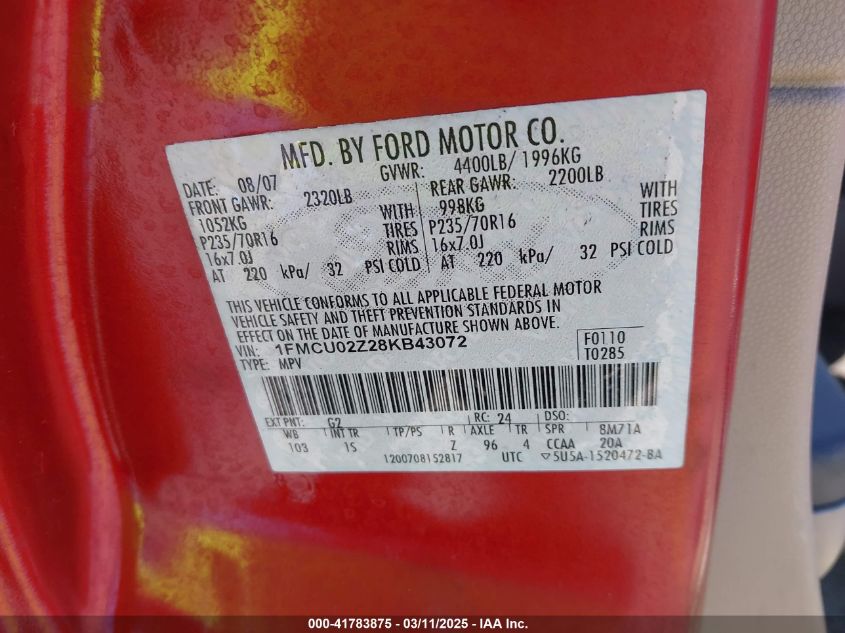 MFD. BY FORD MOTOR CO.
DATE: 08/07 GVWR: 4400LB/ 1996KG
FRONT GAWR: 2320LB REAR GAWR: 2200LB
1052KG WITH 998KG WITH
P235/70R16 TIRES P235/70R16 TIRES
16x7.0J RIMS 16x7.0J RIMS
AT 220 kPa/ 32 PSI COLD AT 220 kPa/ 32 PSI COLD
THIS VEHICLE CONFORMS TO ALL APPLICABLE FEDERAL MOTOR
VEHICLE SAFETY AND THEFT PREVENTION STANDARDS IN
EFFECT ON THE DATE OF MANUFACTURE SHOWN ABOVE.
VIN: 1FMCU02Z28KB43072 F0110
TYPE: MPV T0285
EXT PNT: G2 RC: 24 DSO:
WB INT TR TP/PS R AXLE TR SPR 8M71A
103 IS Z 96 4 CCAA 20A
1200708152817 UTC ▽5U5A-1520472-BA
000-41783875 - 03/11/2025 - IAA Inc.